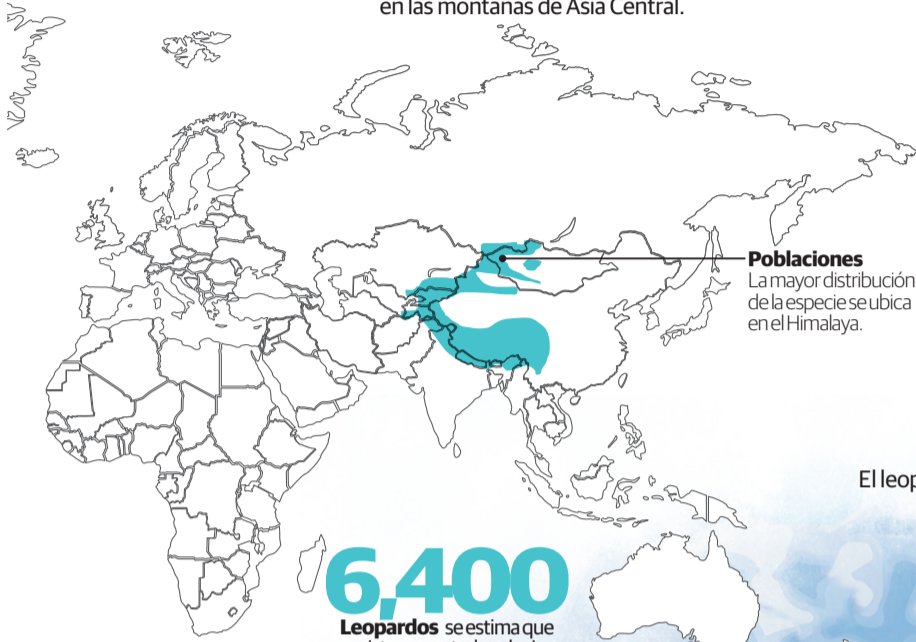 en las montañas de Asia Central.
Poblaciones
La mayor distribución
de la especie se ubica
en el Himalaya.
El leop
6,400
Leopardos se estima que